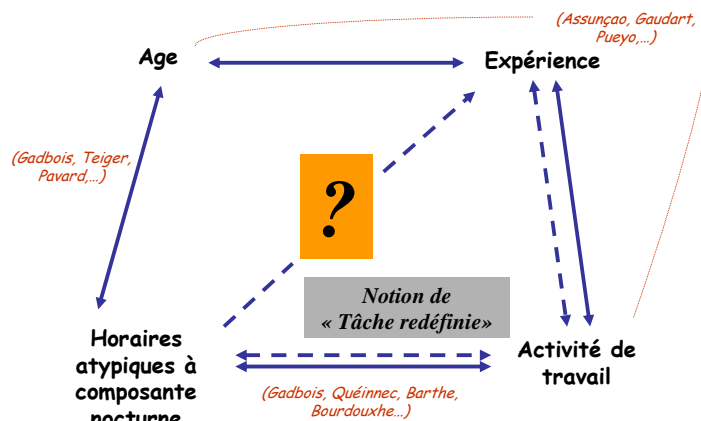 (Assunçao, Gaudart,
Pueyo,...)
Age
Expérience
(Gadbois, Teiger,
Pavard,...)
?
Notion de
« Tâche redéfinie»
Horaires
atypiques à
composante
nocturne
Activité de
travail
(Gadbois, Quéinnec, Barthe,
Bourdouxhe...)